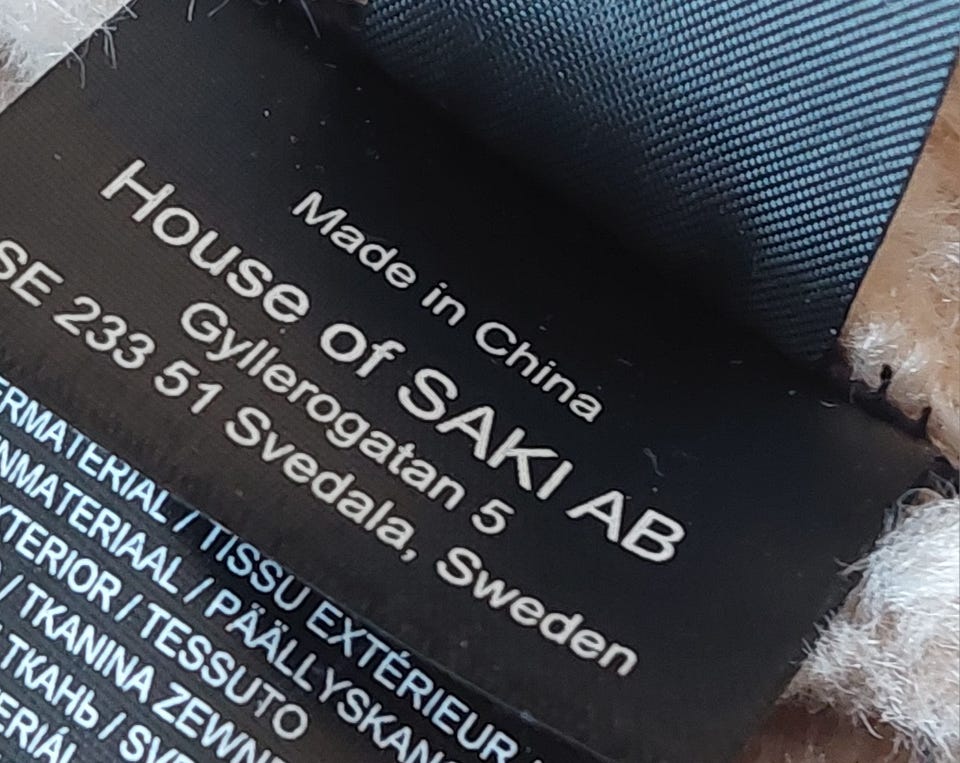 Made in China
House of SAKI AB
Gyllerogatan 5
SE 233 51 Svedala, Sweden
ERMATERIAL / TISSU EXTÉRIEUR /
NMATERIAAL / PÄÄLLYSKAN
XTERIOR / TESSUTO
/ TKANINA ZEWN
ТКАНЬ / SV
ERIÁL